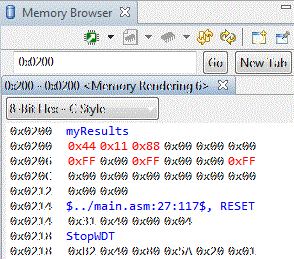 Memory Browser
0x0200
Go
New Tab
0x200 - 0x0200 <Memory Rendering 6>
8-Bit Hex - C Style
0x0200 myResults
0x0200 0x44 0x11 0x88 0x00 0x00 0x00
0x0206 0xFF 0x00 0xFF 0x00 0x00 0xFF
0x020C 0x00 0x00 0x00 0x00 0x00 0x00
0x0212 0x00 0x00
0x0214 $../main.asm:27:117$, RESET
0x0214 0x31 0x40 0x00 0x04
0x0218 StopWDT
0x0218 0xB2 0x40 0x80 0x5A 0x20 0x01